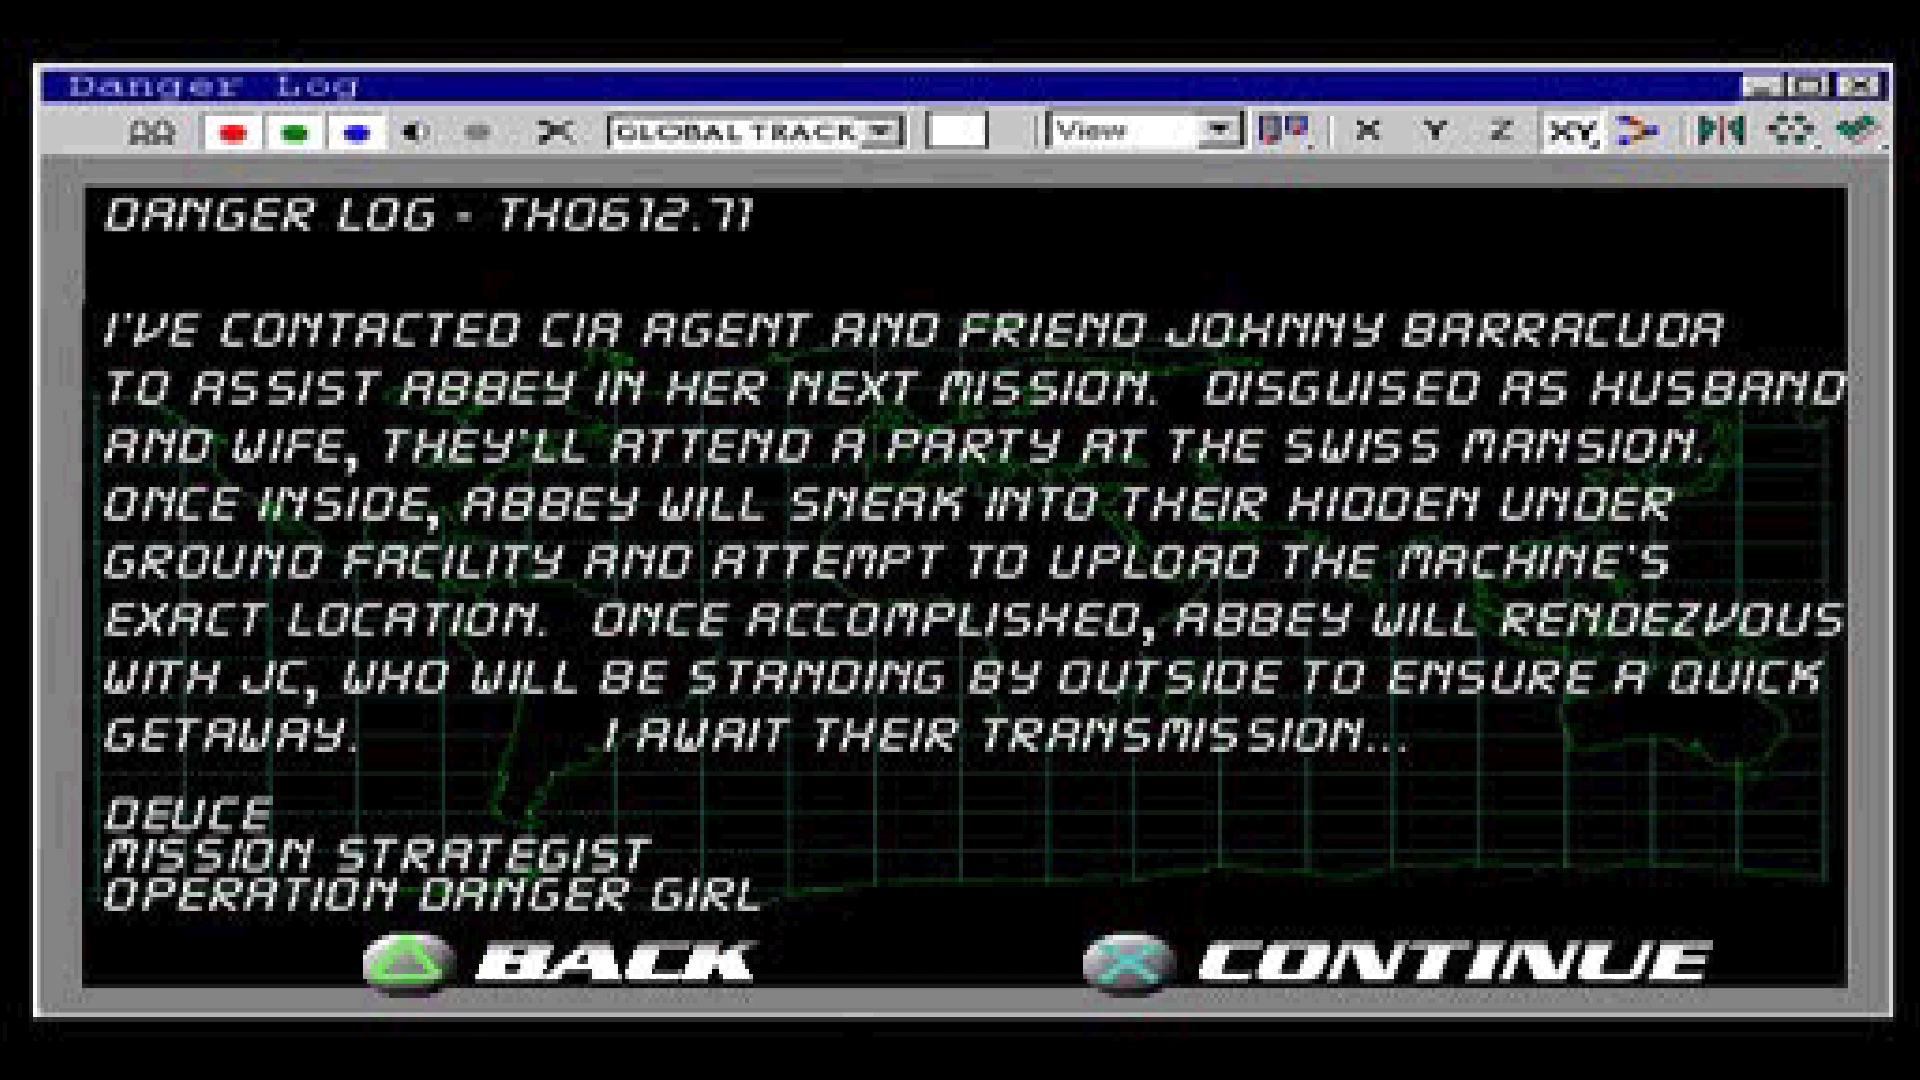 Danger Log
AA GLOBAL TRACK View X Y Z XY
DANGER LOG - TH0612.71
I'VE CONTACTED CIA AGENT AND FRIEND JOHNNY BARRACUDA
TO ASSIST ABBEY IN HER NEXT MISSION. DISGUISED AS HUSBAND
AND WIFE, THEY'LL ATTEND A PARTY AT THE SWISS MANSION.
ONCE INSIDE, ABBEY WILL SNEAK INTO THEIR HIDDEN UNDER
GROUND FACILITY AND ATTEMPT TO UPLOAD THE MACHINE'S
EXACT LOCATION. ONCE ACCOMPLISHED, ABBEY WILL RENDEZVOUS
WITH JC, WHO WILL BE STANDING BY OUTSIDE TO ENSURE A QUICK
GETAWAY. I AWAIT THEIR TRANSMISSION...
DEUCE
MISSION STRATEGIST
OPERATION DANGER GIRL
BACK CONTINUE